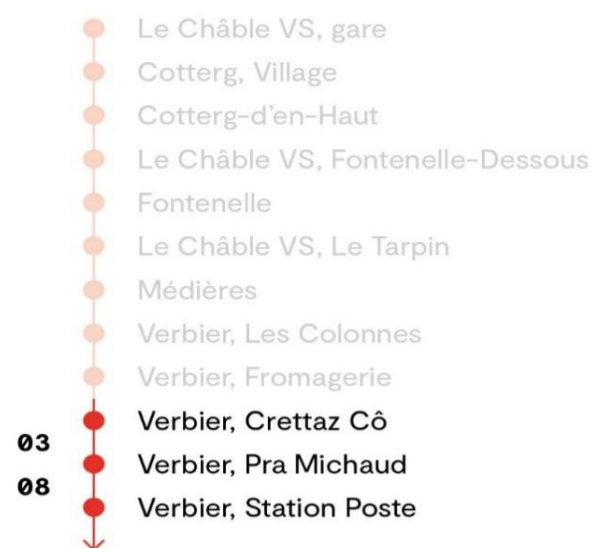 Le Châble VS, gare
Cotterg, Village
Cotterg-d'en-Haut
Le Châble VS, Fontenelle-Dessous
Fontenelle
Le Châble VS, Le Tarpin
Médières
Verbier, Les Colonnes
Verbier, Fromagerie
Verbier, Crettaz Cô
03
Verbier, Pra Michaud
08
Verbier, Station Poste